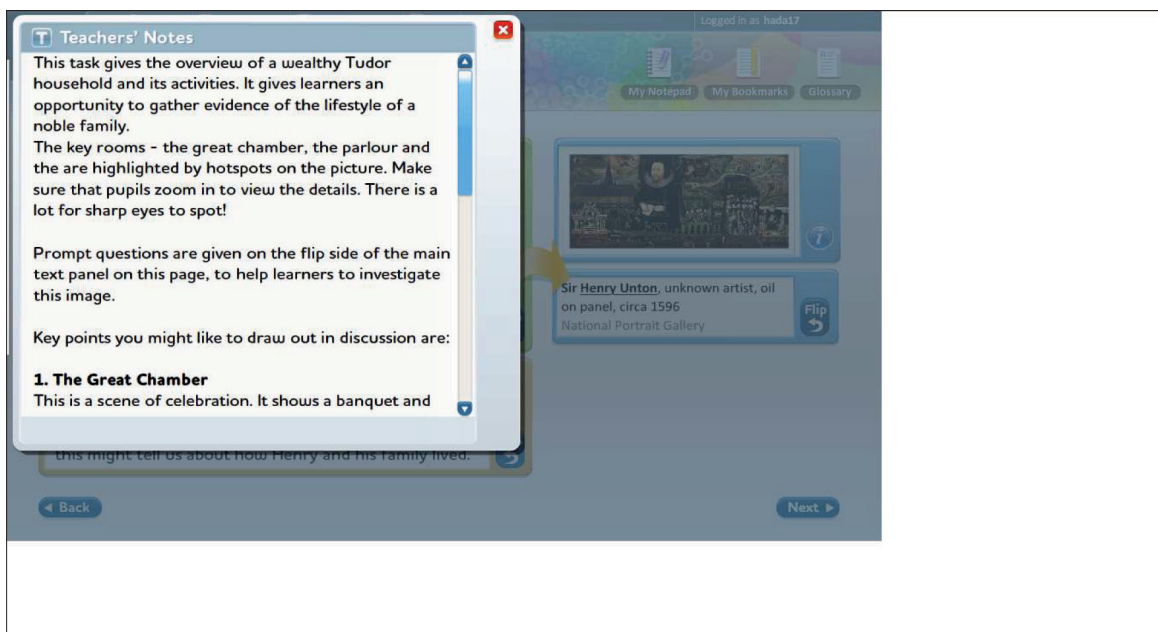 T Teachers' Notes
This task gives the overview of a wealthy Tudor
household and its activities. It gives learners an
opportunity to gather evidence of the lifestyle of a
noble family.
The key rooms - the great chamber, the parlour and
the are highlighted by hotspots on the picture. Make
sure that pupils zoom in to view the details. There is a
lot for sharp eyes to spot!
Prompt questions are given on the flip side of the main
text panel on this page, to help learners to investigate
this image.
Key points you might like to draw out in discussion are:
1. The Great Chamber
This is a scene of celebration. It shows a banquet and
Logged in as hada17
My Notepad
My Bookmarks
Glossary
i
Sir Henry Unton, unknown artist, oil
on panel, circa 1596
National Portrait Gallery
Flip
this might tell us about how Henry and his family lived.
Back
Next